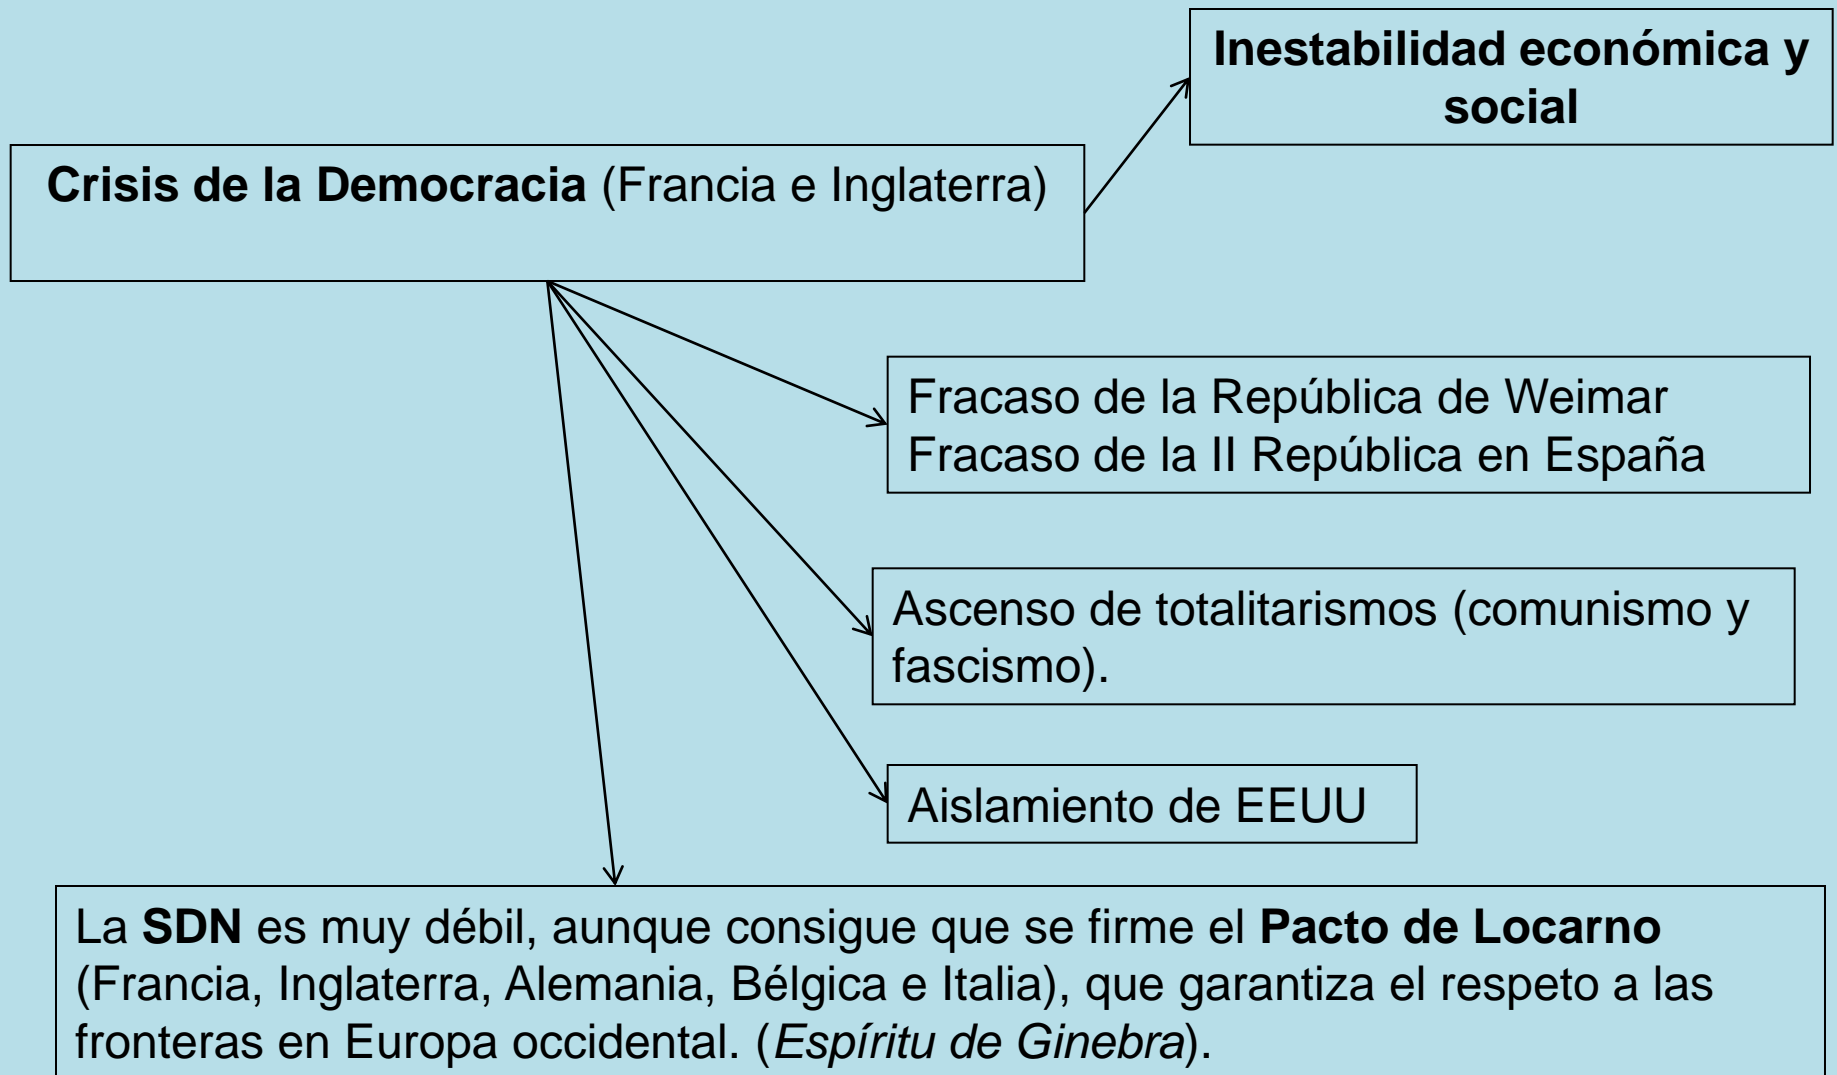 Inestabilidad económica y
social
Crisis de la Democracia (Francia e Inglaterra)
Fracaso de la República de Weimar
Fracaso de la II República en España
Ascenso de totalitarismos (comunismo y
fascismo).
Aislamiento de EEUU
La SDN es muy débil, aunque consigue que se firme el Pacto de Locarno
(Francia, Inglaterra, Alemania, Bélgica e Italia), que garantiza el respeto a las
fronteras en Europa occidental. (Espíritu de Ginebra).